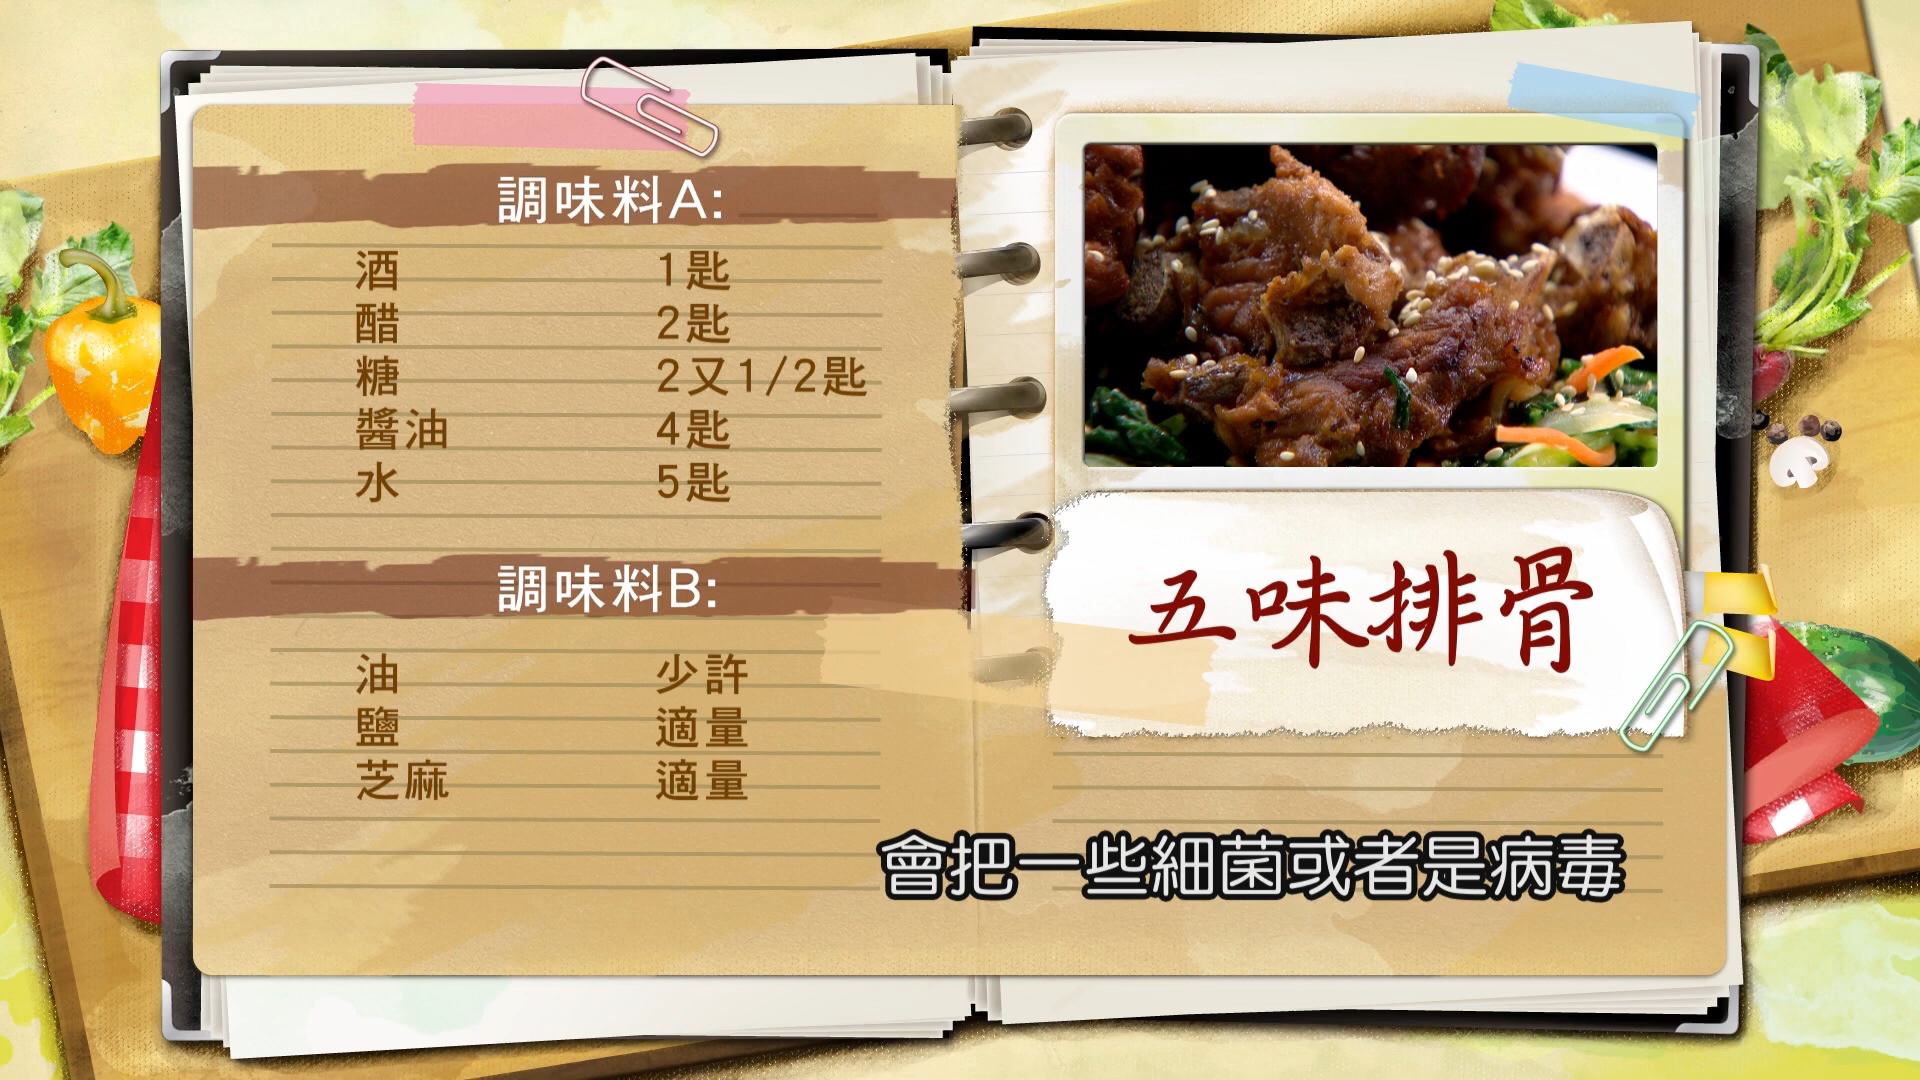 調味料A:
酒 1匙
醋 2匙
糖 2又1/2匙
醬油 4匙
水 5匙
調味料B:
油 少許
鹽 適量
芝麻 適量
五味排骨
會把一些細菌或者是病毒